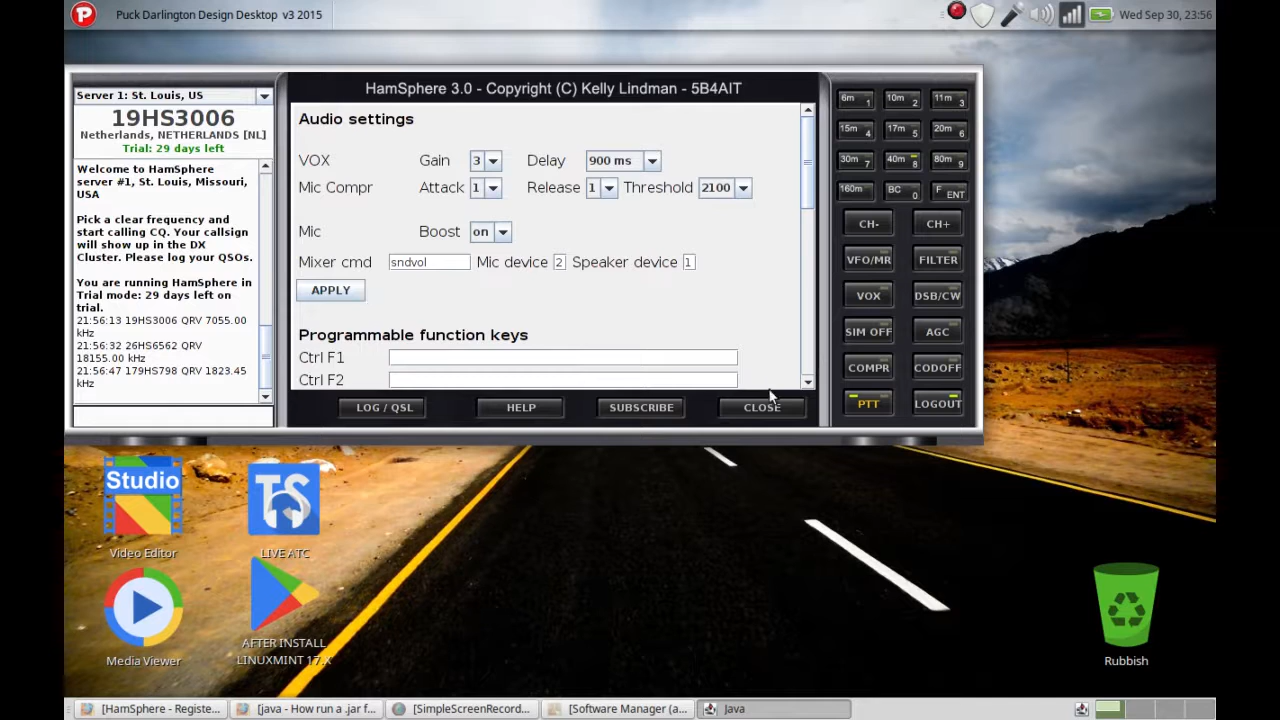 Puck Darlington Design Desktop v3 2015
Wed Sep 30, 23:56
Server 1: St. Louis, US
19HS3006
Netherlands, NETHERLANDS [NL]
Trial: 29 days left
Welcome to HamSphere
server #1, St. Louis, Missouri,
USA
Pick a clear frequency and
start calling CQ. Your callsign
will show up in the DX
Cluster. Please log your QSOs.
You are running HamSphere in
Trial mode: 29 days left on
trial.
21:56:13 19HS3006 QRV 7055.00
kHz
21:56:32 26HS6562 QRV
18155.00 kHz
21:56:47 179HS798 QRV 1823.45
kHz
HamSphere 3.0 - Copyright (C) Kelly Lindman - 5B4AIT
Audio settings
VOX Gain 3 Delay 900 ms
Mic Compr Attack 1 Release 1 Threshold 2100
Mic Boost on
Mixer cmd sndvol Mic device 2 Speaker device 1
APPLY
Programmable function keys
Ctrl F1
Ctrl F2
LOG / QSL HELP SUBSCRIBE CLOSE
6m 1 10m 2 11m 3
15m 4 17m 5 20m 6
30m 7 40m 8 80m 9
160m BC 0 F ENT
CH- CH+
VFO/MR FILTER
VOX DSB/CW
SIM OFF AGC
COMPR CODOFF
PTT LOGOUT
Studio
Video Editor
TS
LIVE ATC
Media Viewer
AFTER INSTALL
LINUXMINT 17.X
Rubbish
[HamSphere - Registe...
[java - How run a .jar f...
[SimpleScreenRecord...
[Software Manager (a...
Java